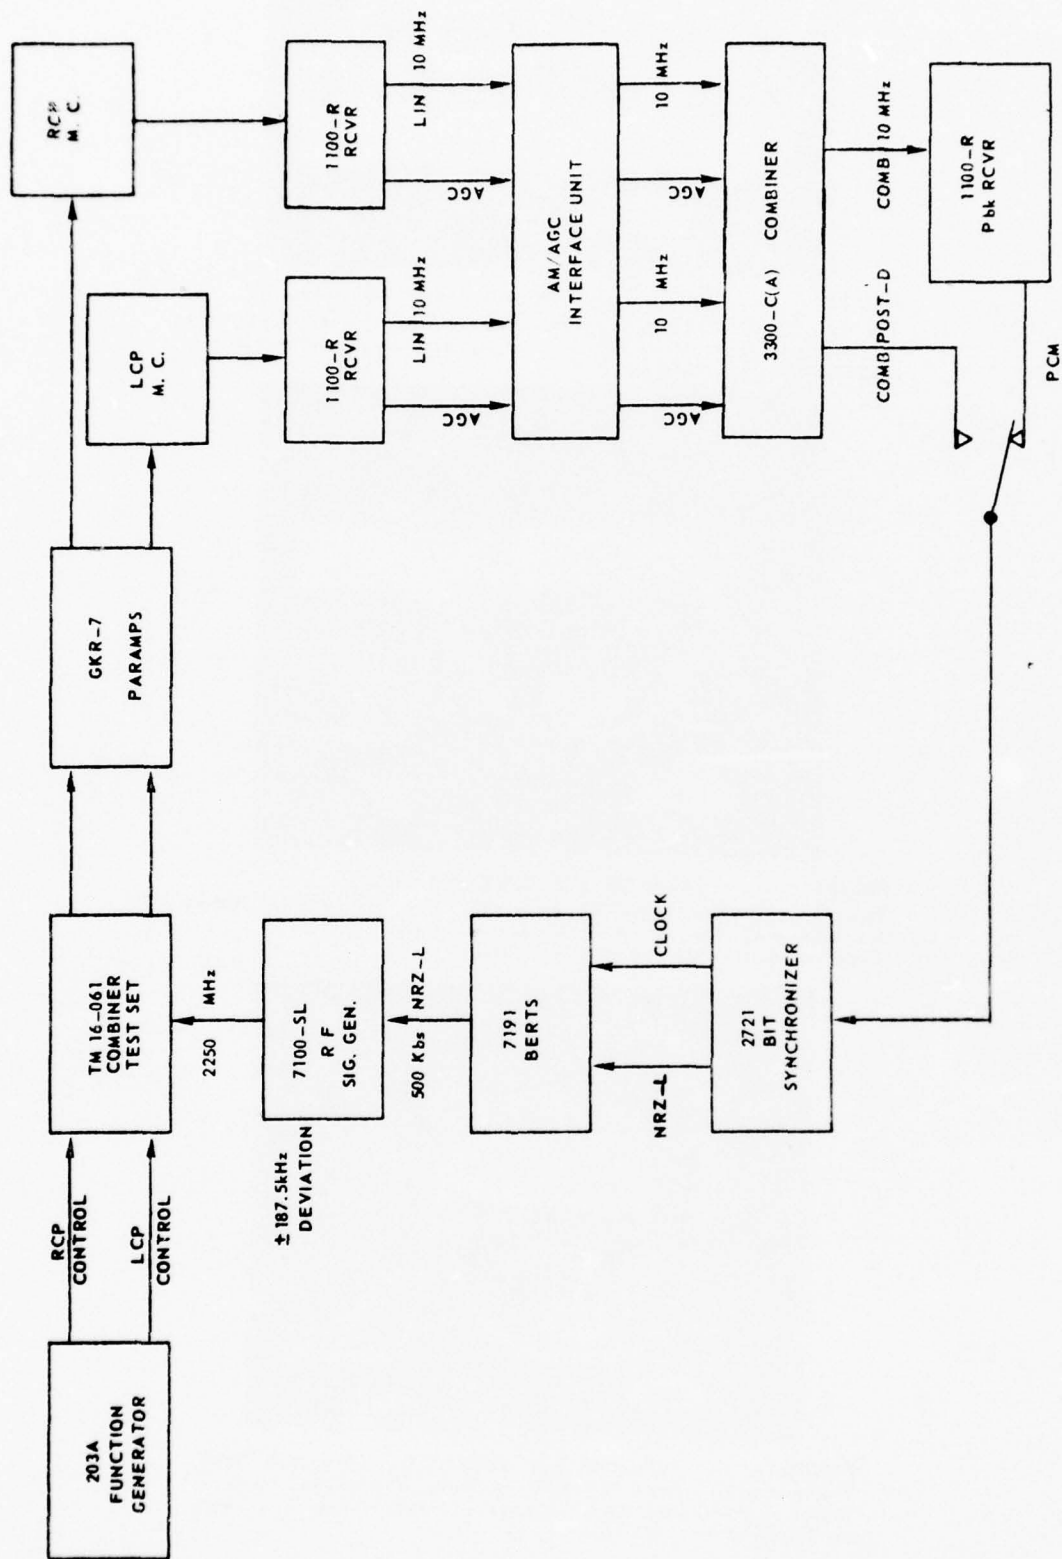 203A
FUNCTION
GENERATOR
RCP
CONTROL
LCP
CONTROL
TM 16-061
COMBINER
TEST SET
GKR-7
PARAMPS
RCP
M. C.
LCP
M. C.
2250 MHz
7100-SL
R F
SIG. GEN.
± 187.5kHz
DEVIATION
500 Kbs NRZ-L
7191
BERTS
NRZ-L
CLOCK
2721
BIT
SYNCHRONIZER
1100-R
RCVR
1100-R
RCVR
AGC
LIN 10 MHz
AGC
LIN 10 MHz
AM/AGC
INTERFACE UNIT
10 MHz
10 MHz
3300-C(A) COMBINER
COMB POST-D
COMB 10 MHz
1100-R
Pbk RCVR
PCM